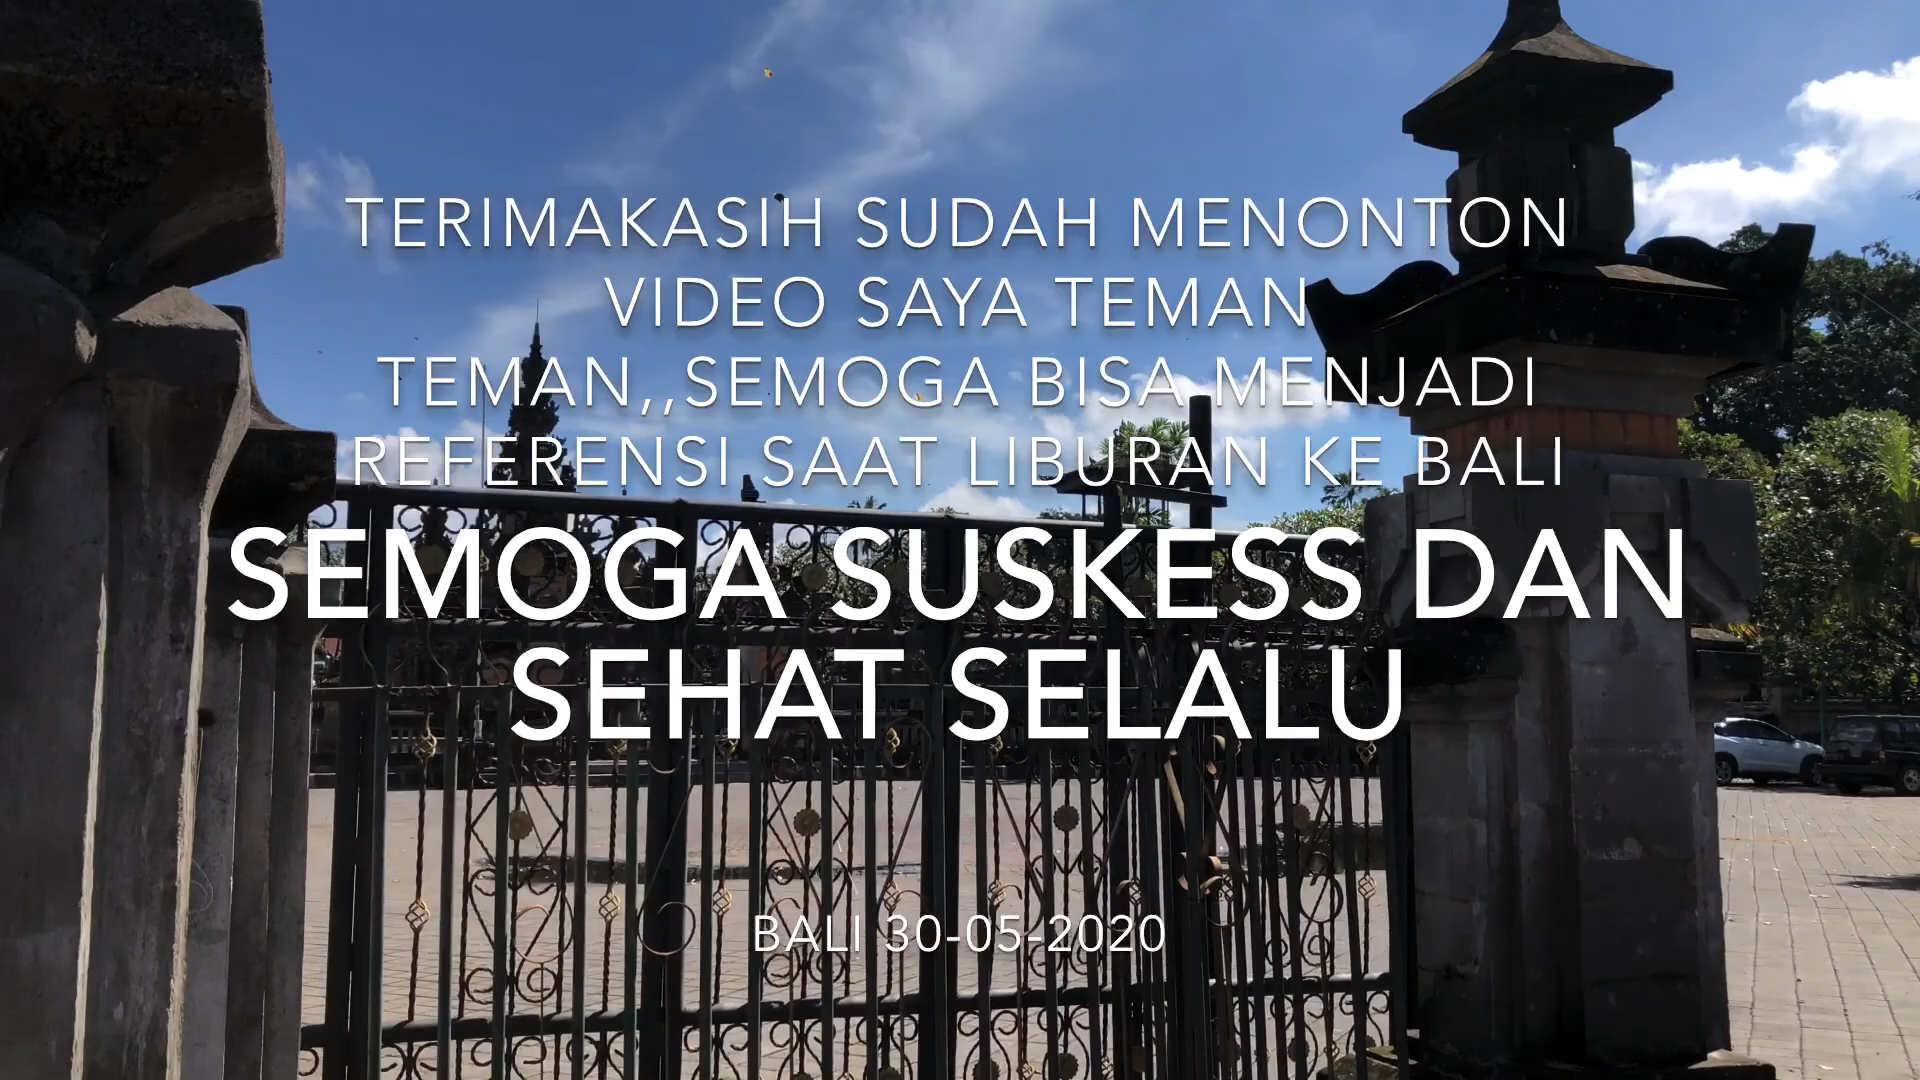 TERIMAKASIH SUDAH MENONTON
VIDEO SAYA TEMAN
TEMAN,,SEMOGA BISA MENJADI
REFERENSI SAAT LIBURAN KE BALI
SEMOGA SUSKESS DAN
SEHAT SELALU
BALI 30-05-2020